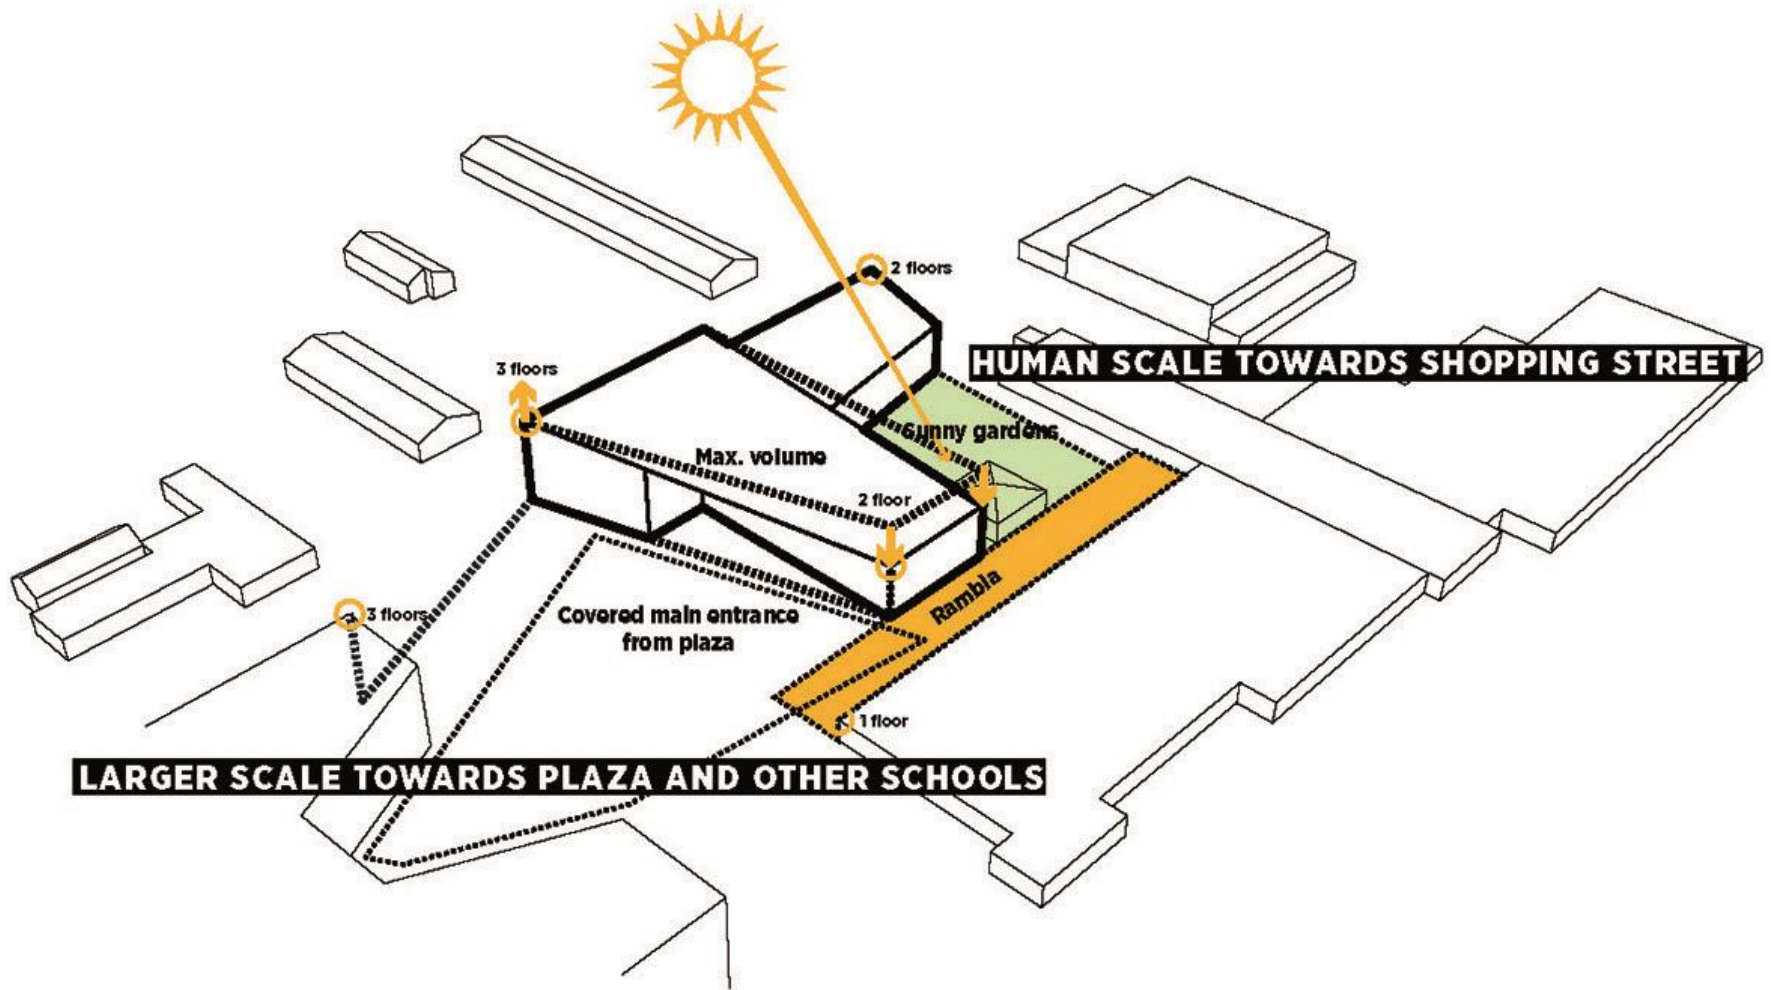 2 floors
HUMAN SCALE TOWARDS SHOPPING STREET
3 floors
Sunny gardens
Max. volume
2 floor
Rambla
3 floors
Covered main entrance
from plaza
1 floor
LARGER SCALE TOWARDS PLAZA AND OTHER SCHOOLS